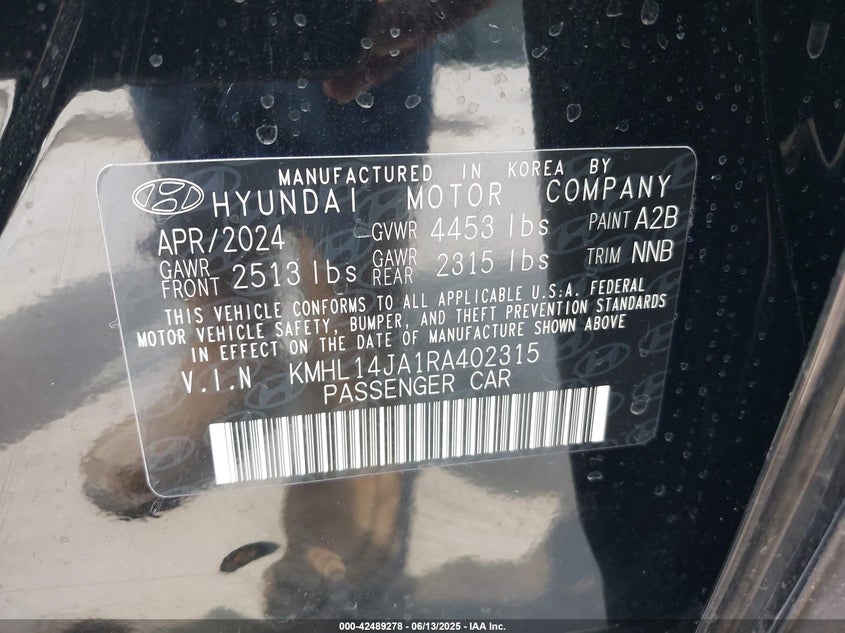 MANUFACTURED IN KOREA BY
HYUNDAI MOTOR COMPANY
APR/2024 GVWR 4453 lbs PAINT A2B
GAWR FRONT 2513 lbs GAWR REAR 2315 lbs TRIM NNB
THIS VEHICLE CONFORMS TO ALL APPLICABLE U.S.A. FEDERAL
MOTOR VEHICLE SAFETY, BUMPER, AND THEFT PREVENTION STANDARDS
IN EFFECT ON THE DATE OF MANUFACTURE SHOWN ABOVE
V.I.N KMHL14JA1RA402315
PASSENGER CAR
000-42489278 - 06/13/2025 - IAA Inc.